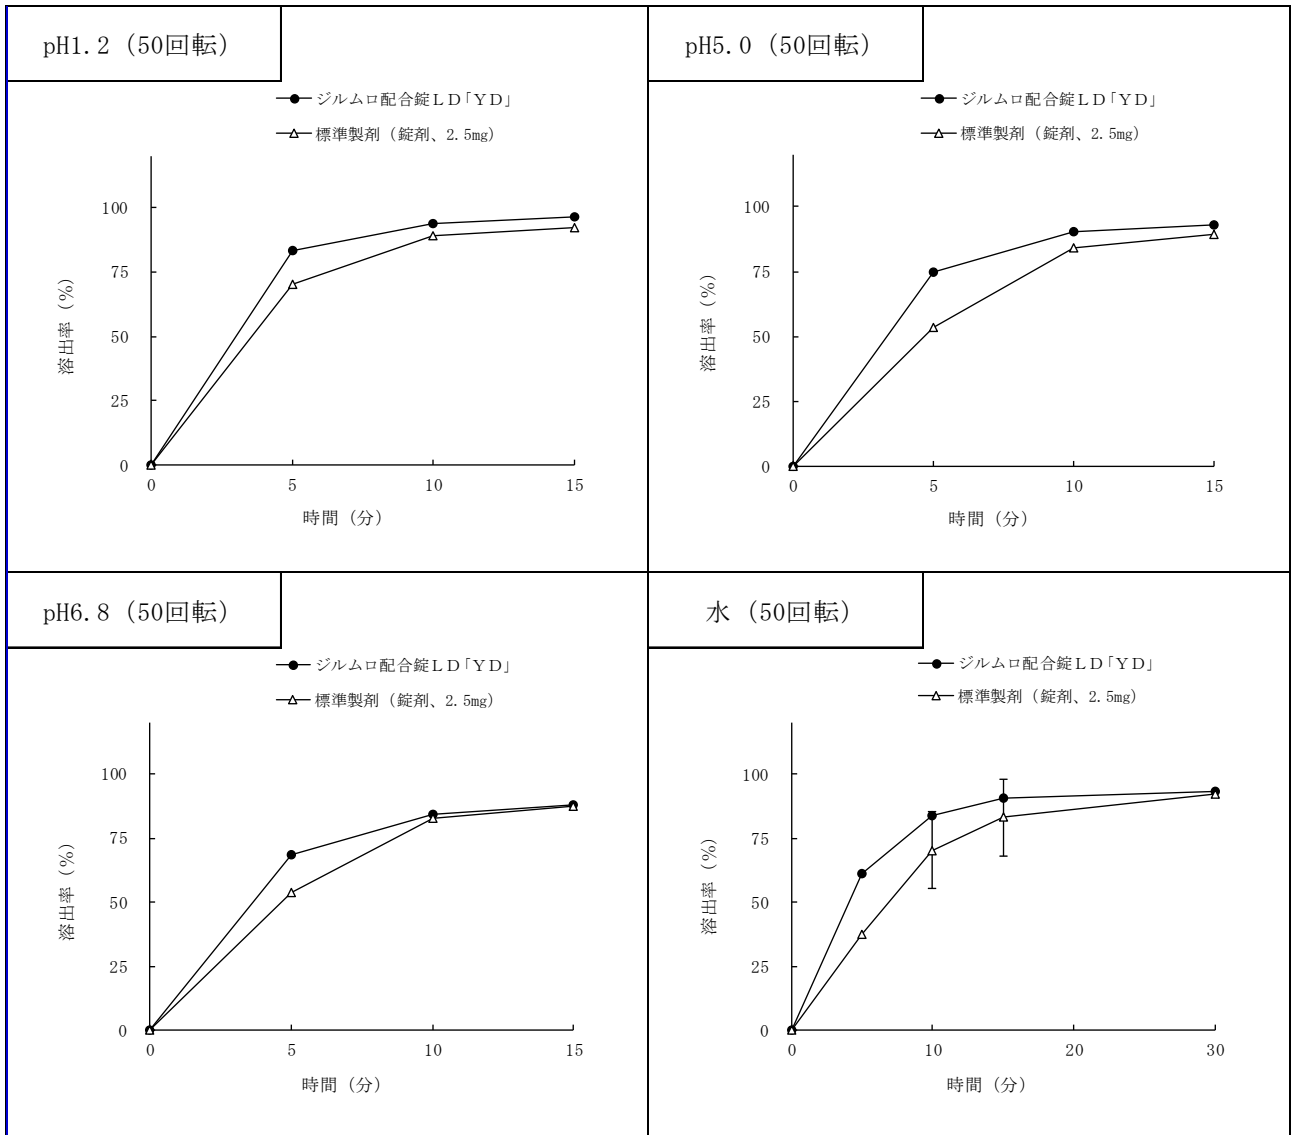 pH1.2（50回転）
ジルムロ配合錠ＬＤ｢ＹＤ｣
標準製剤（錠剤、2.5mg）
100
75
50
25
0
溶出率（%）
0 5 10 15
時間（分）
pH5.0（50回転）
ジルムロ配合錠ＬＤ｢ＹＤ｣
標準製剤（錠剤、2.5mg）
100
75
50
25
0
溶出率（%）
0 5 10 15
時間（分）
pH6.8（50回転）
ジルムロ配合錠ＬＤ｢ＹＤ｣
標準製剤（錠剤、2.5mg）
100
75
50
25
0
溶出率（%）
0 5 10 15
時間（分）
水（50回転）
ジルムロ配合錠ＬＤ｢ＹＤ｣
標準製剤（錠剤、2.5mg）
100
75
50
25
0
溶出率（%）
0 10 20 30
時間（分）